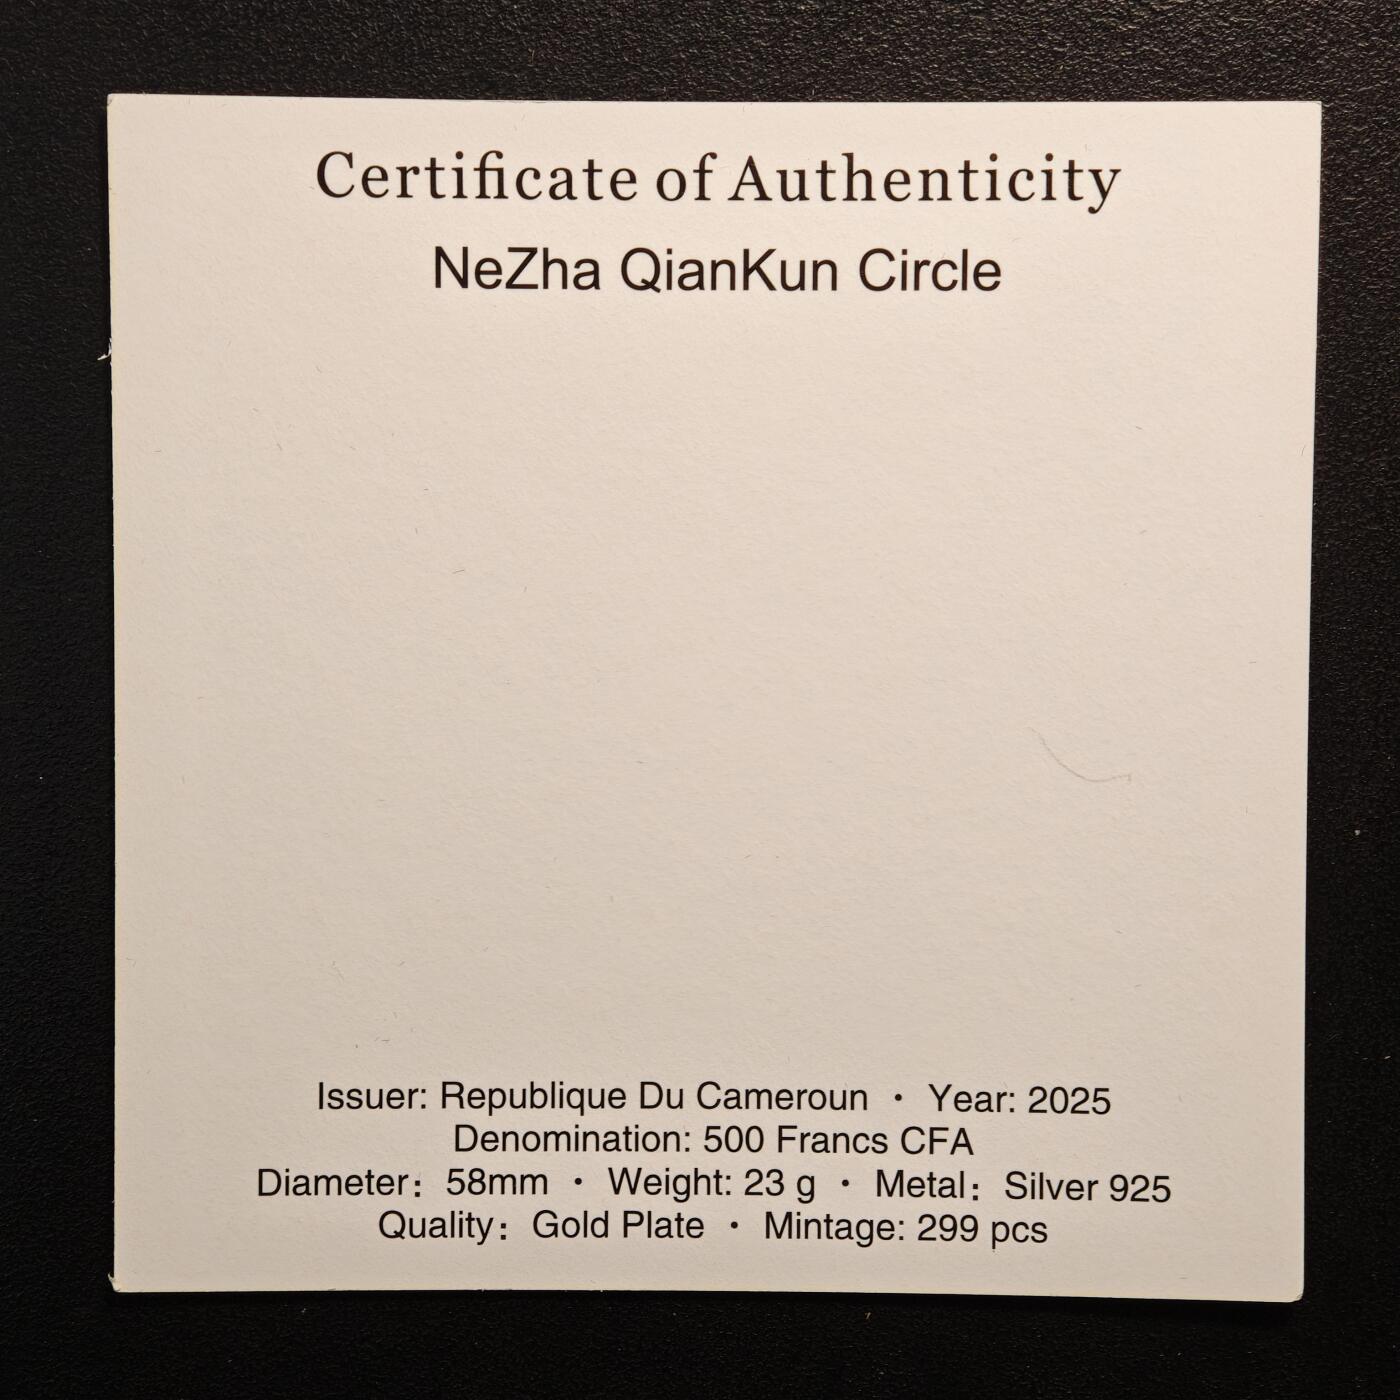 Certificate of Authenticity
NeZha QianKun Circle
Issuer: Republique Du Cameroun · Year: 2025
Denomination: 500 Francs CFA
Diameter： 58mm · Weight: 23 g · Metal： Silver 925
Quality： Gold Plate · Mintage: 299 pcs